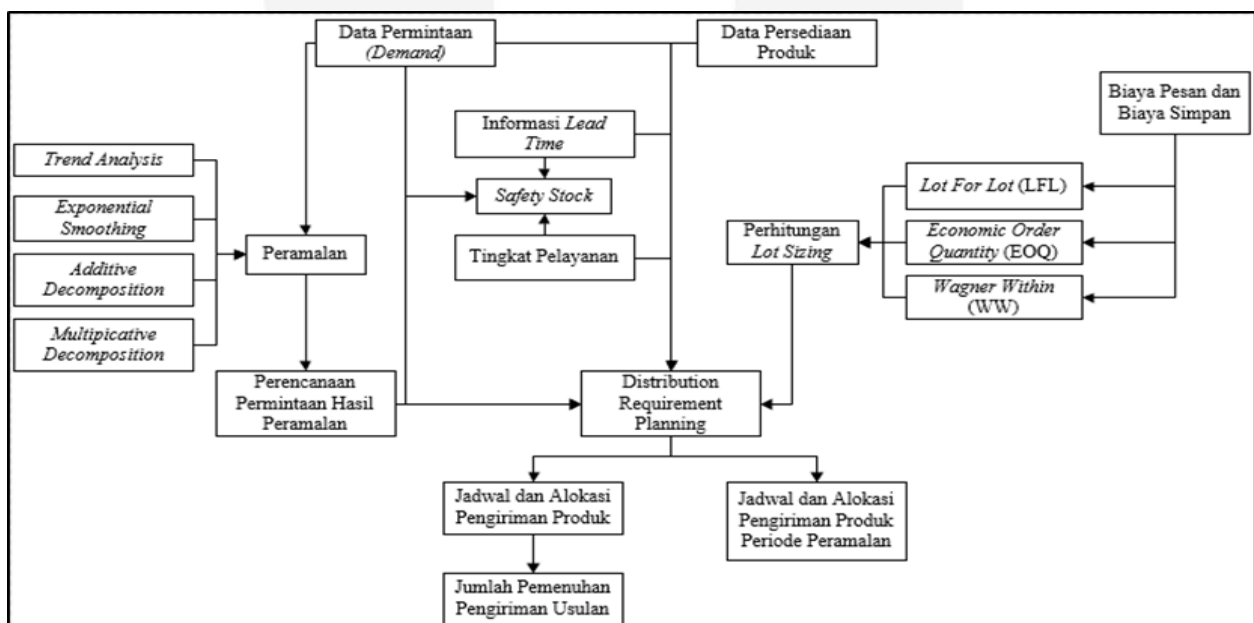 Data Permintaan
(Demand)
Data Persediaan
Produk
Biaya Pesan dan
Biaya Simpan
Informasi Lead
Time
Trend Analysis
Lot For Lot (LFL)
Safety Stock
Exponential
Smoothing
Peramalan
Tingkat Pelayanan
Perhitungan
Lot Sizing
Economic Order
Quantity (EOQ)
Additive
Decomposition
Wagner Within
(WW)
Multipicative
Decomposition
Perencanaan
Permintaan Hasil
Peramalan
Distribution
Requirement
Planning
Jadwal dan Alokasi
Pengiriman Produk
Jadwal dan Alokasi
Pengiriman Produk
Periode Peramalan
Jumlah Pemenuhan
Pengiriman Usulan